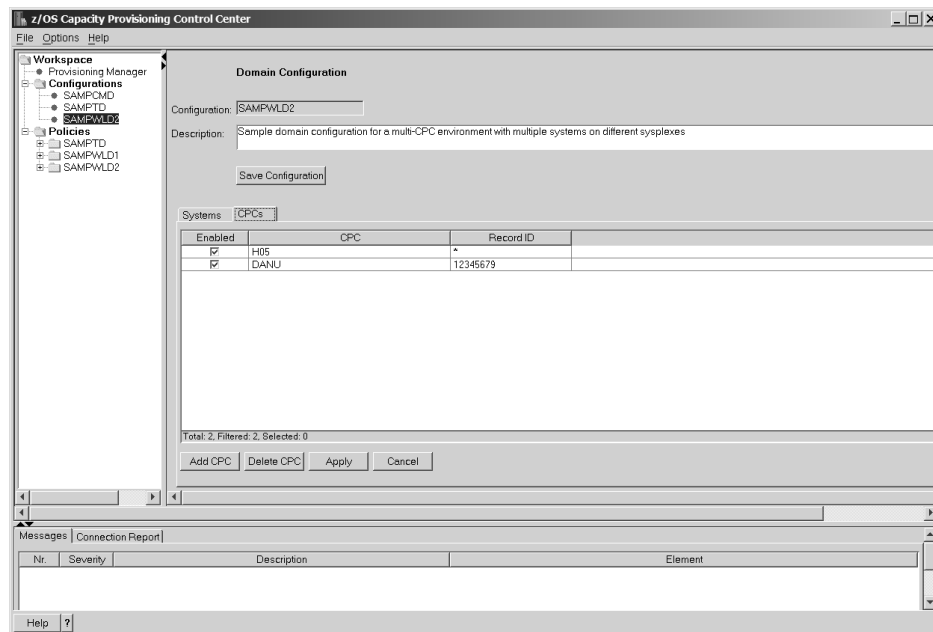 z/OS Capacity Provisioning Control Center
File Options Help
Workspace
Provisioning Manager
Configurations
SAMPCMD
SAMPTD
SAMPWLD2
Policies
SAMPTD
SAMPWLD1
SAMPWLD2
Domain Configuration
Configuration: SAMPWLD2
Description: Sample domain configuration for a multi-CPC environment with multiple systems on different sysplexes
Save Configuration
Systems CPCs
Enabled CPC Record ID
H05 *
DANU 12345679
Total: 2, Filtered: 2, Selected: 0
Add CPC Delete CPC Apply Cancel
Messages Connection Report
Nr. Severity Description Element
Help ?